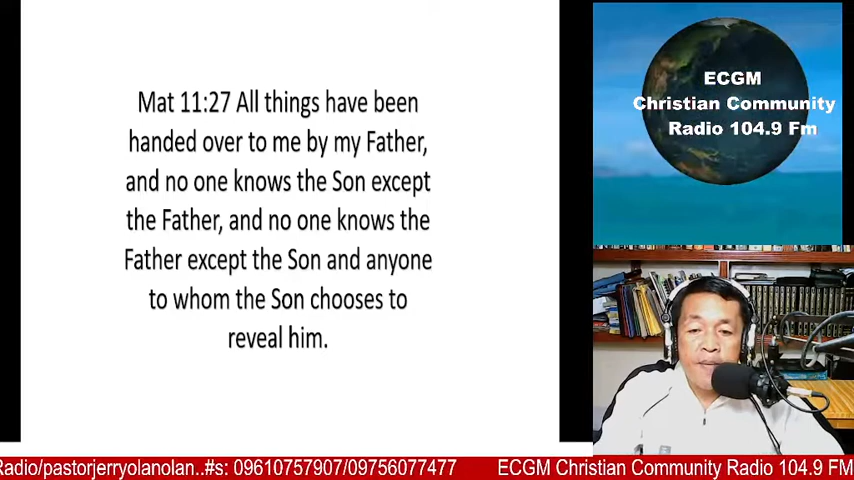 Mat 11:27 All things have been
handed over to me by my Father,
and no one knows the Son except
the Father, and no one knows the
Father except the Son and anyone
to whom the Son chooses to
reveal him.
ECGM
Christian Community
Radio 104.9 Fm
Radio/pastorjerryolanolan..#s: 09610757907/09756077477 ECGM Christian Community Radio 104.9 FM